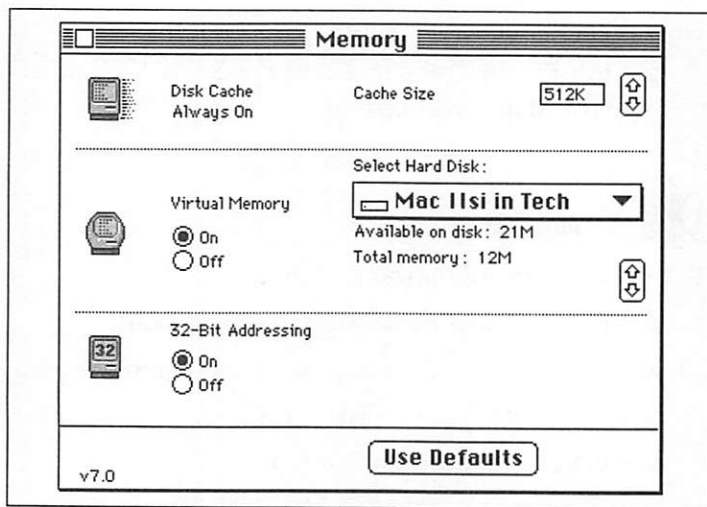 Memory
Disk Cache
Always On
Cache Size
512K
Select Hard Disk:
Mac IIsi in Tech
Virtual Memory
On
Off
Available on disk: 21M
Total memory: 12M
32-Bit Addressing
32
On
Off
Use Defaults
v7.0